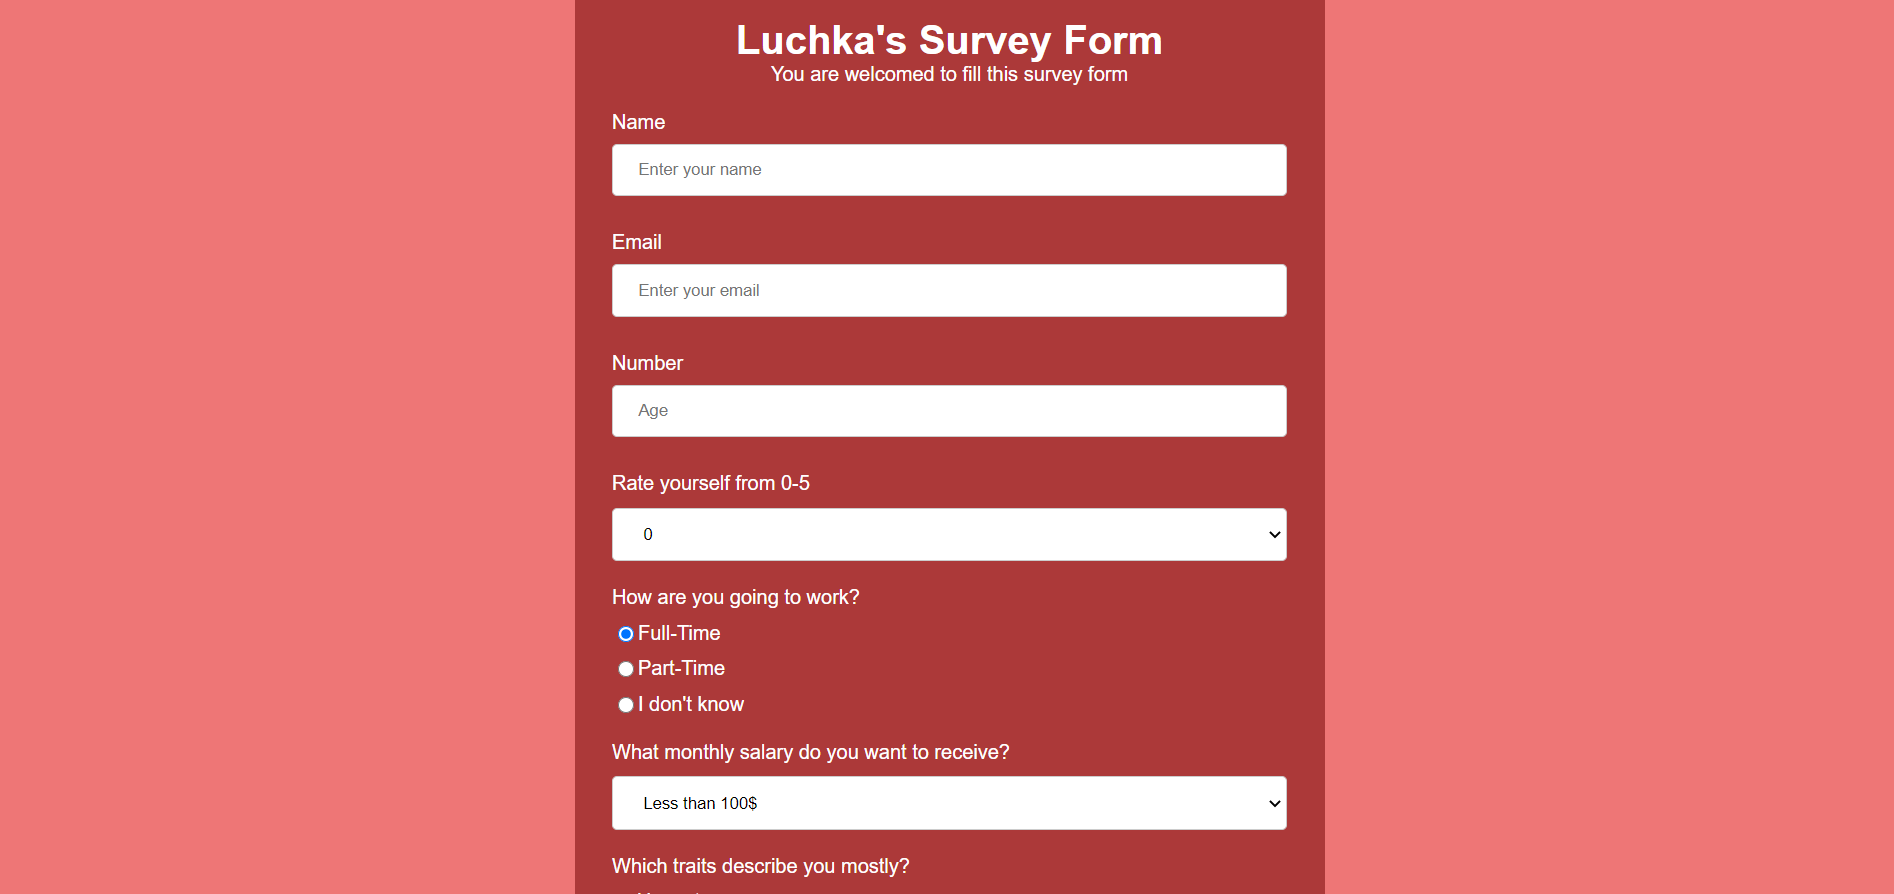 Luchka's Survey Form
You are welcomed to fill this survey form
Name
Enter your name
Email
Enter your email
Number
Age
Rate yourself from 0-5
0
How are you going to work?
Full-Time
Part-Time
I don't know
What monthly salary do you want to receive?
Less than 100$
Which traits describe you mostly?